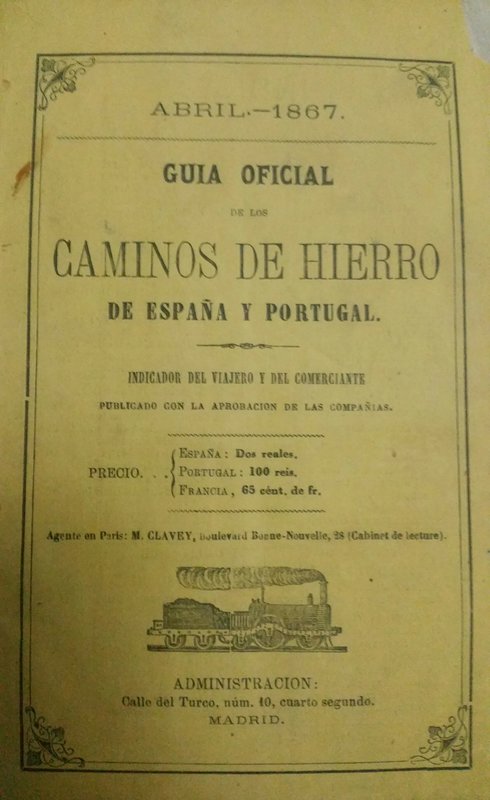 ABRIL.—1867.
GUIA OFICIAL
DE LOS
CAMINOS DE HIERRO
DE ESPAÑA Y PORTUGAL.
INDICADOR DEL VIAJERO Y DEL COMERCIANTE
PUBLICADO CON LA APROBACION DE LAS COMPAÑIAS.
PRECIO. . .
ESPAÑA: Dos reales.
PORTUGAL: 100 reis.
FRANCIA, 65 cént. de fr.
Agente en Paris: M. CLAVEY, Boulevard Bonne-Nouvelle, 28 (Cabinet de lecture).
ADMINISTRACION:
Calle del Turco, núm. 10, cuarto segundo.
MADRID.